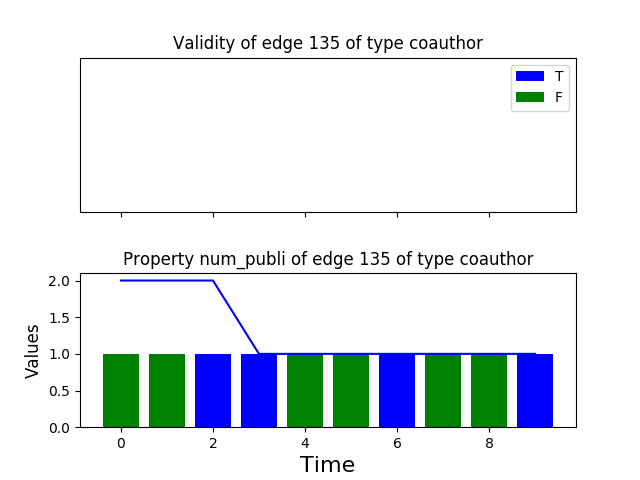 Validity of edge 135 of type coauthor
T
F
Property num_publi of edge 135 of type coauthor
2.0
1.5
1.0
0.5
0.0
Values
0 2 4 6 8
Time